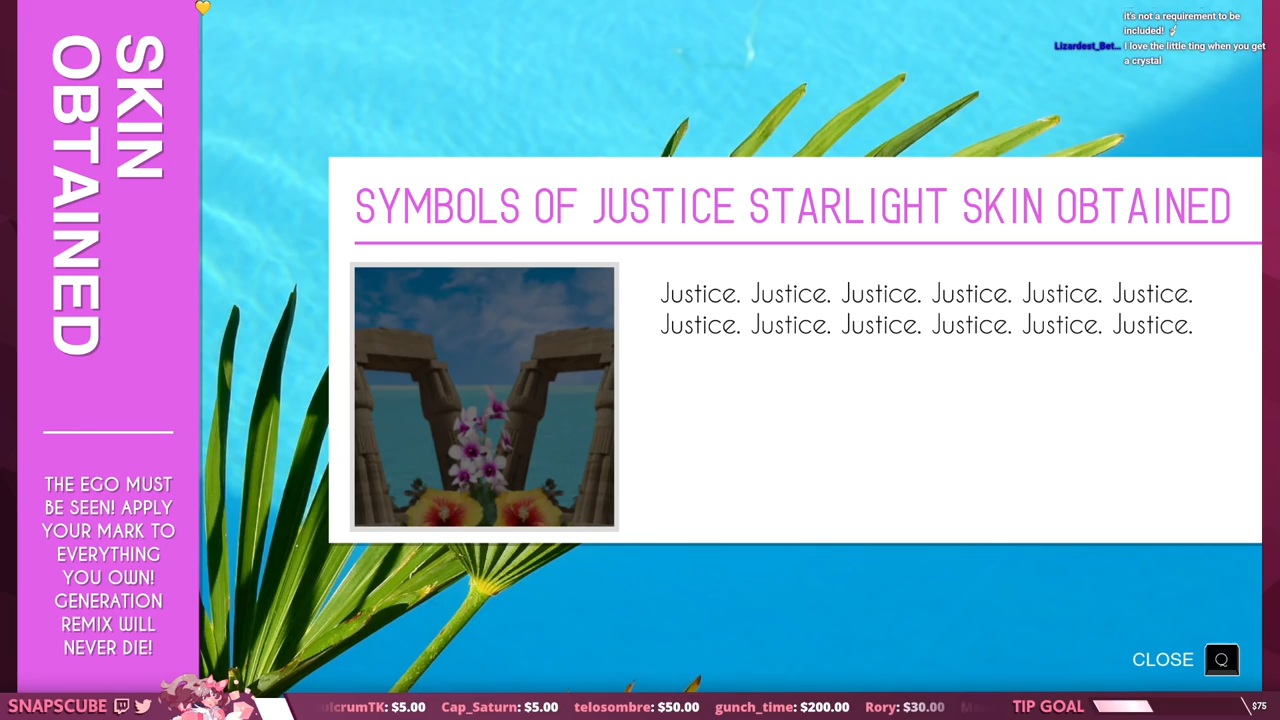 SKIN
OBTAINED
THE EGO MUST
BE SEEN! APPLY
YOUR MARK TO
EVERYTHING
YOU OWN!
GENERATION
REMIX WILL
NEVER DIE!
it's not a requirement to be
included!
Lizardest_Bet... I love the little ting when you get
a crystal
SYMBOLS OF JUSTICE STARLIGHT SKIN OBTAINED
Justice. Justice. Justice. Justice. Justice. Justice.
Justice. Justice. Justice. Justice. Justice. Justice.
CLOSE Q
SNAPSCUBE ulcrumTK: $5.00 Cap_Saturn: $5.00 telosombre: $50.00 gunch_time: $200.00 Rory: $30.00 TIP GOAL $75